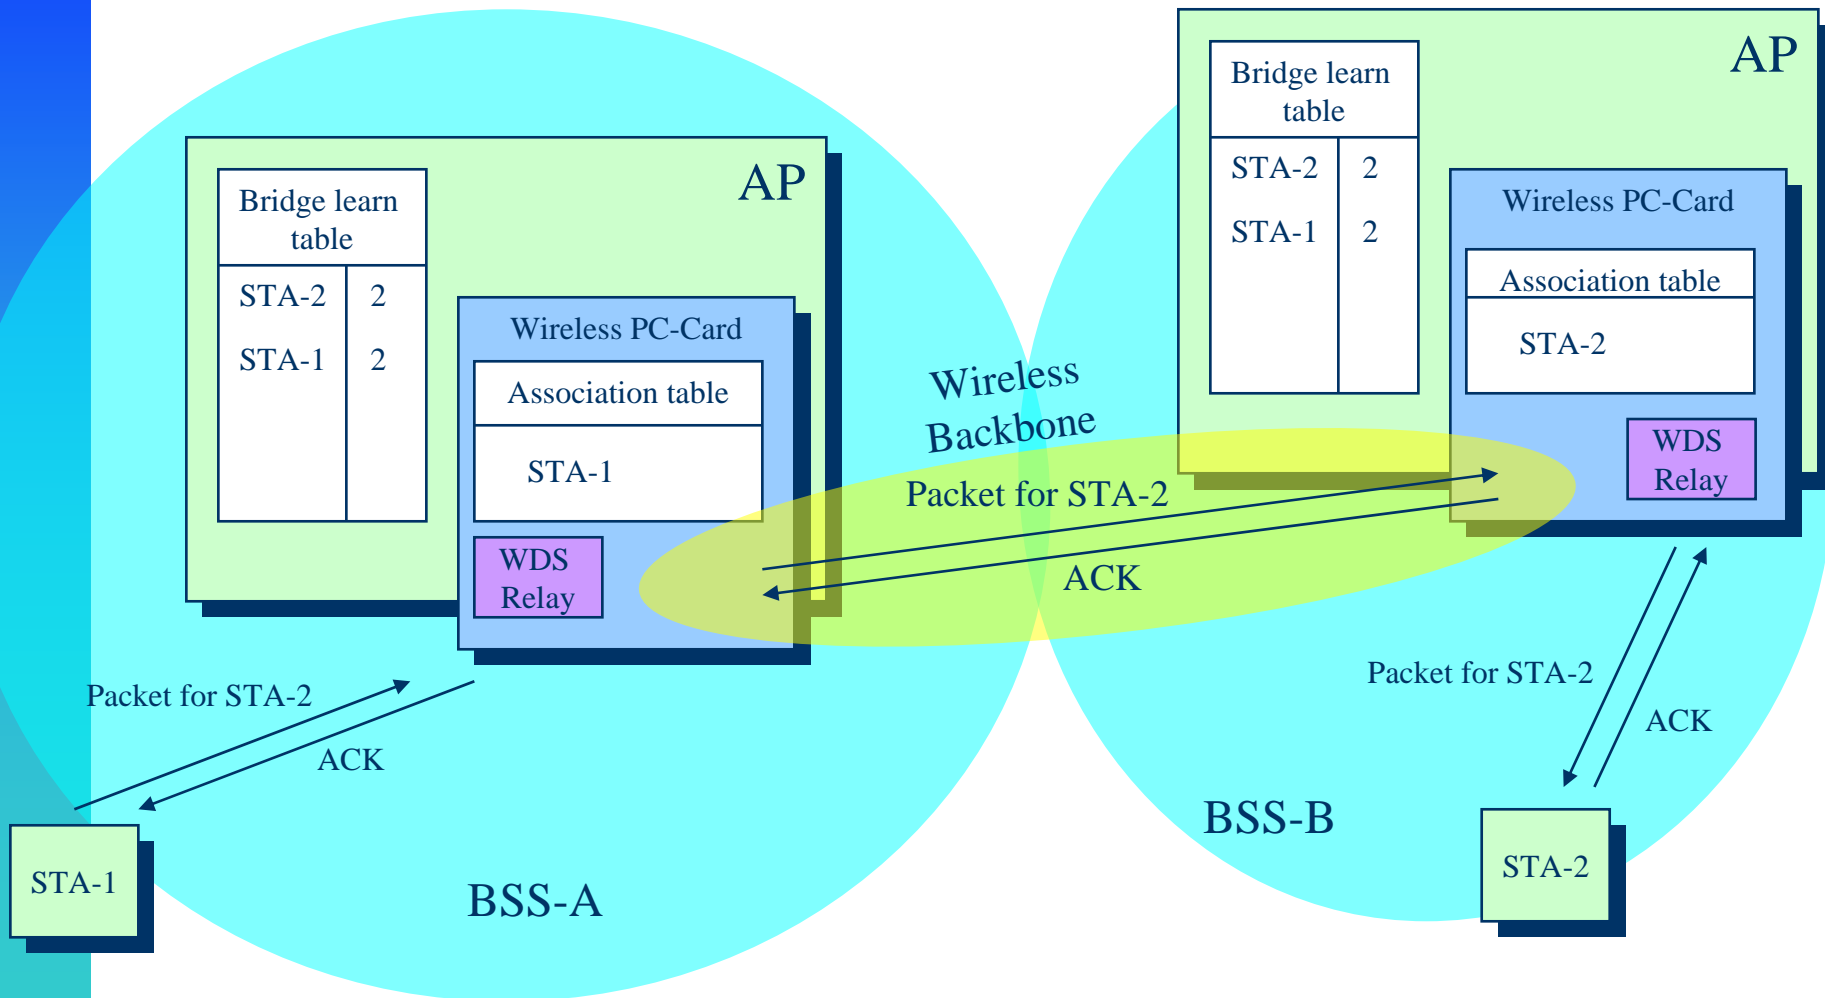 AP
Bridge learn
table
STA-2 2
STA-1 2
Wireless PC-Card
Association table
STA-1
WDS
Relay
Wireless
Backbone
Packet for STA-2
ACK
AP
Bridge learn
table
STA-2 2
STA-1 2
Wireless PC-Card
Association table
STA-2
WDS
Relay
Packet for STA-2
ACK
STA-1
BSS-A
Packet for STA-2
ACK
BSS-B
STA-2